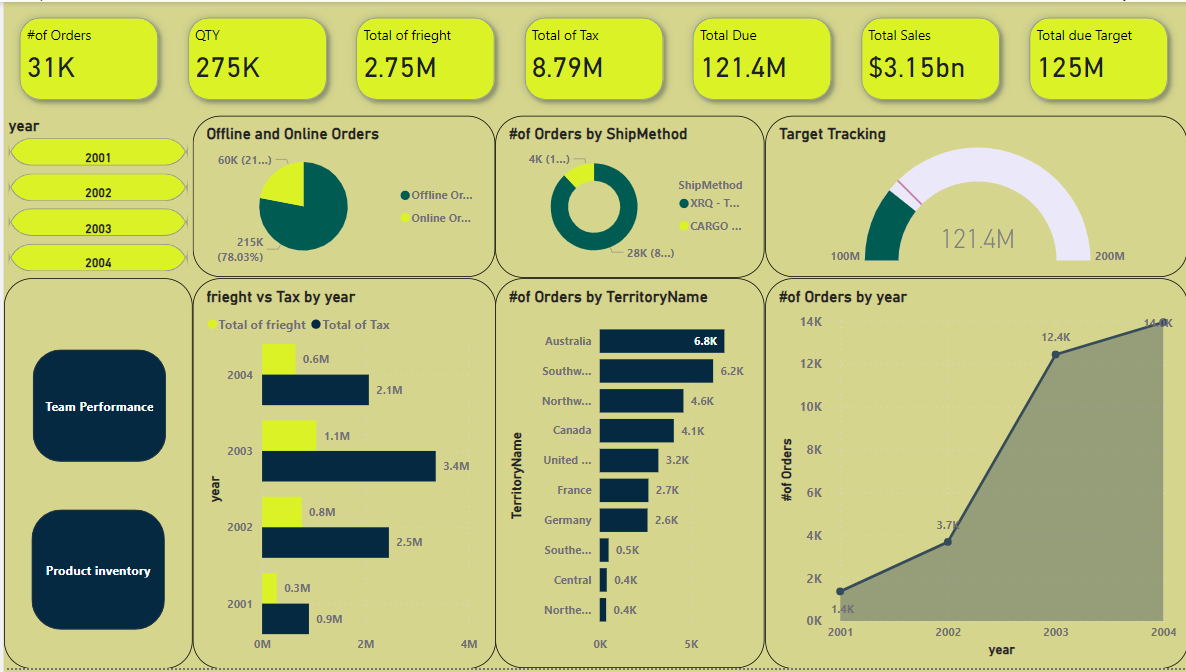 #of Orders
31K
QTY
275K
Total of frieght
2.75M
Total of Tax
8.79M
Total Due
121.4M
Total Sales
$3.15bn
Total due Target
125M
year
2001
2002
2003
2004
Offline and Online Orders
60K (21...)
215K
(78.03%)
Offline Or...
Online Or...
#of Orders by ShipMethod
4K (1...)
28K (8...)
ShipMethod
XRQ - T...
CARGO ...
Target Tracking
121.4M
100M
200M
Team Performance
Product inventory
frieght vs Tax by year
Total of frieght
Total of Tax
year
2004
0.6M
2.1M
2003
1.1M
3.4M
2002
0.8M
2.5M
2001
0.3M
0.9M
0M
2M
4M
#of Orders by TerritoryName
TerritoryName
Australia
6.8K
Southw...
6.2K
Northw...
4.6K
Canada
4.1K
United ...
3.2K
France
2.7K
Germany
2.6K
Southe...
0.5K
Central
0.4K
Northe...
0.4K
0K
5K
#of Orders by year
#of Orders
14K
12K
10K
8K
6K
4K
2K
0K
1.4K
3.7K
12.4K
14.0K
2001
2002
2003
2004
year